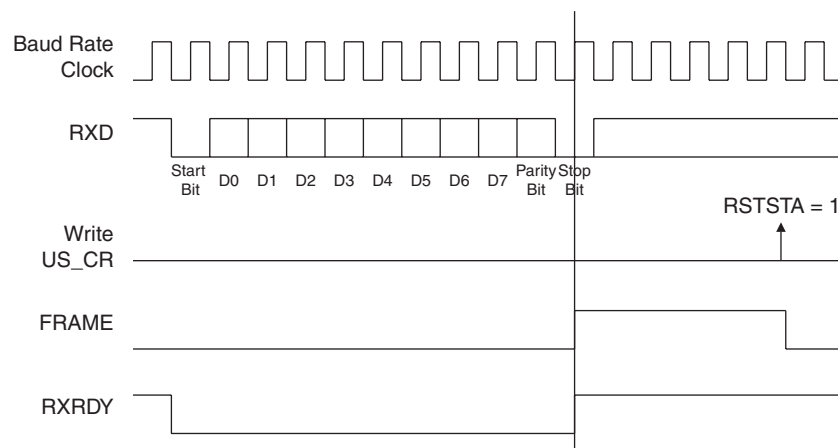 Baud Rate
Clock
RXD
Start
Bit
D0
D1
D2
D3
D4
D5
D6
D7
Parity
Bit
Stop
Bit
RSTSTA = 1
Write
US_CR
FRAME
RXRDY